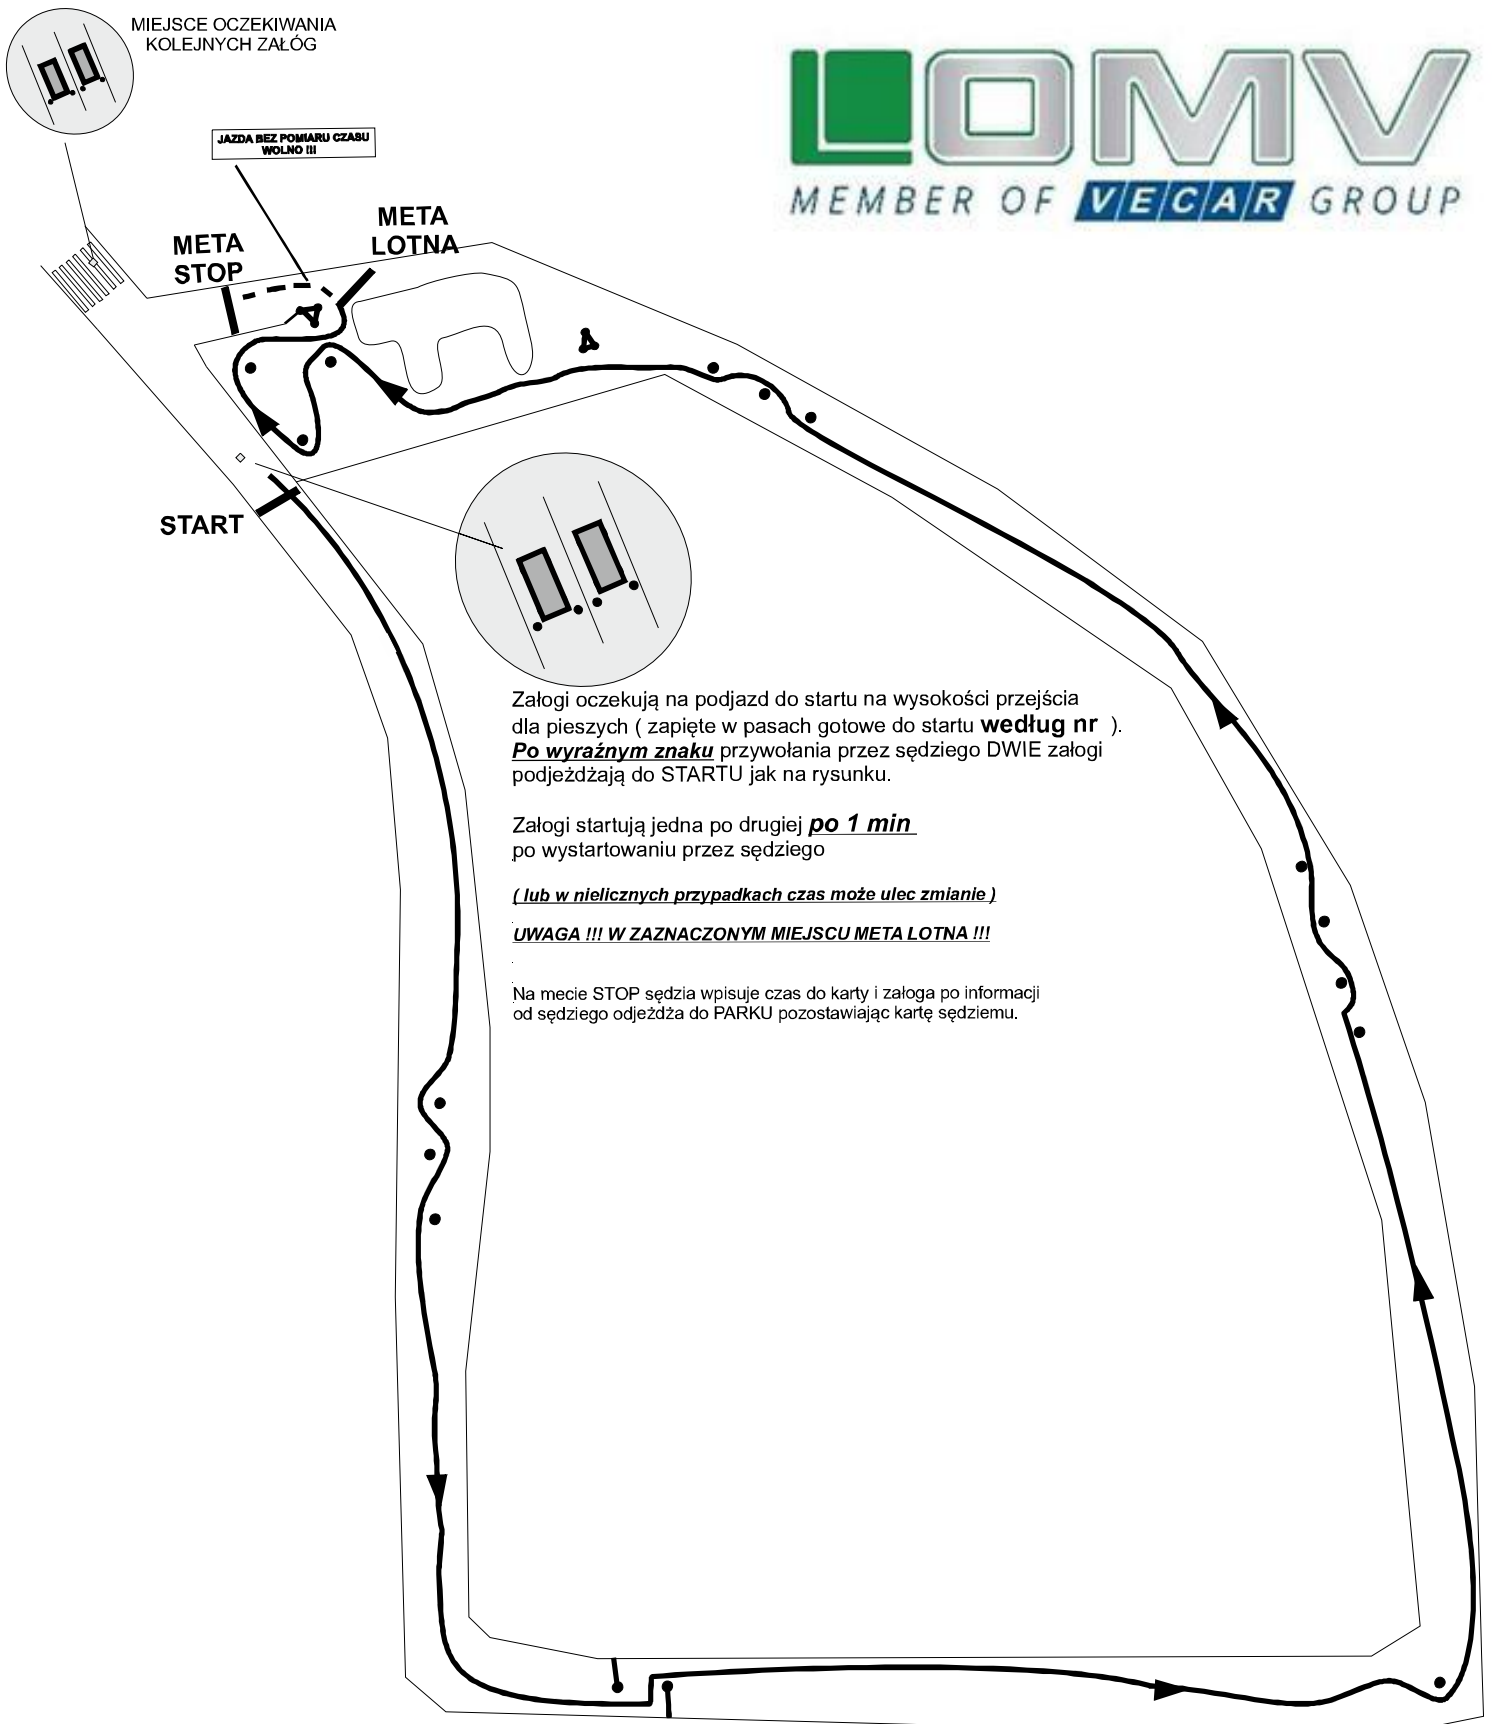 MIEJSCE OCZEKIWANIA
KOLEJNYCH ZAŁÓG
LOMV
MEMBER OF VECAR GROUP
JAZDA BEZ POMIARU CZASU
WOLNO !!!
META
LOTNA
META
STOP
START
Załogi oczekują na podjazd do startu na wysokości przejścia
dla pieszych ( zapięte w pasach gotowe do startu według nr ).
Po wyraźnym znaku przywołania przez sędziego DWIE załogi
podjeżdżają do STARTU jak na rysunku.
Załogi startują jedna po drugiej po 1 min
po wystartowaniu przez sędziego
( lub w nielicznych przypadkach czas może ulec zmianie )
UWAGA !!! W ZAZNACZONYM MIEJSCU META LOTNA !!!
Na mecie STOP sędzia wpisuje czas do karty i załoga po informacji
od sędziego odjeżdża do PARKU pozostawiając kartę sędziemu.